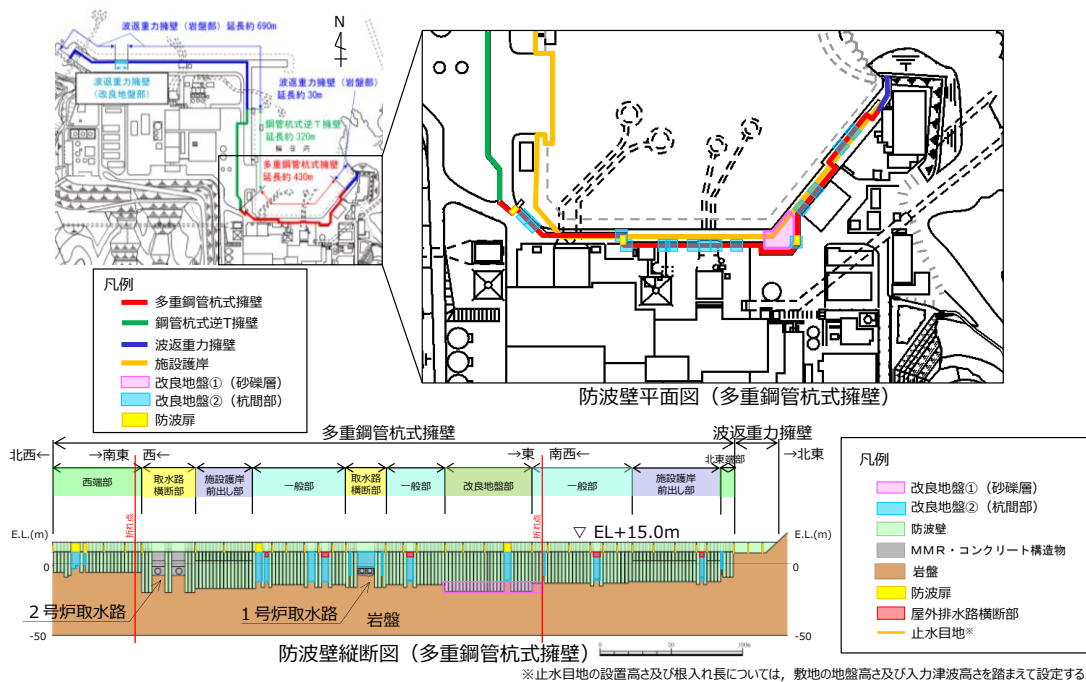 波返重力擁壁（岩盤部）延長約690m
N
波返重力擁壁
（改良地盤部）
波返重力擁壁（岩盤部）
延長約30m
鋼管杭式逆T擁壁
延長約320m
輪谷湾
多重鋼管杭式擁壁
延長約430m
凡例
多重鋼管杭式擁壁
鋼管杭式逆T擁壁
波返重力擁壁
施設護岸
改良地盤①（砂礫層）
改良地盤②（杭間部）
防波扉
防波壁平面図（多重鋼管杭式擁壁）
多重鋼管杭式擁壁
波返重力擁壁
北西←
→南東
西←
→東
南西←
→北東
西端部
取水路
横断部
施設護岸
前出し部
一般部
取水路
横断部
一般部
改良地盤部
一般部
施設護岸
前出し部
北東端部
折れ点
折れ点
E.L.(m)
▽ EL+15.0m
E.L.(m)
0
0
-50
-50
2号炉取水路
1号炉取水路
岩盤
防波壁縦断図（多重鋼管杭式擁壁）
0
50
100m
凡例
改良地盤①（砂礫層）
改良地盤②（杭間部）
防波壁
MMR・コンクリート構造物
岩盤
防波扉
屋外排水路横断部
止水目地※
※止水目地の設置高さ及び根入れ長については，敷地の地盤高さ及び入力津波高さを踏まえて設定する